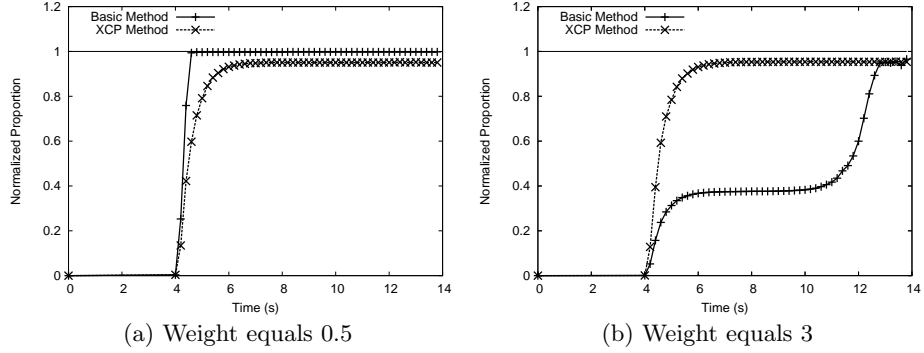 1.2
1
0.8
0.6
0.4
0.2
0
Normalized Proportion
Basic Method
XCP Method
0 2 4 6 8 10 12 14
Time (s)
(a) Weight equals 0.5
1.2
1
0.8
0.6
0.4
0.2
0
Normalized Proportion
Basic Method
XCP Method
0 2 4 6 8 10 12 14
Time (s)
(b) Weight equals 3